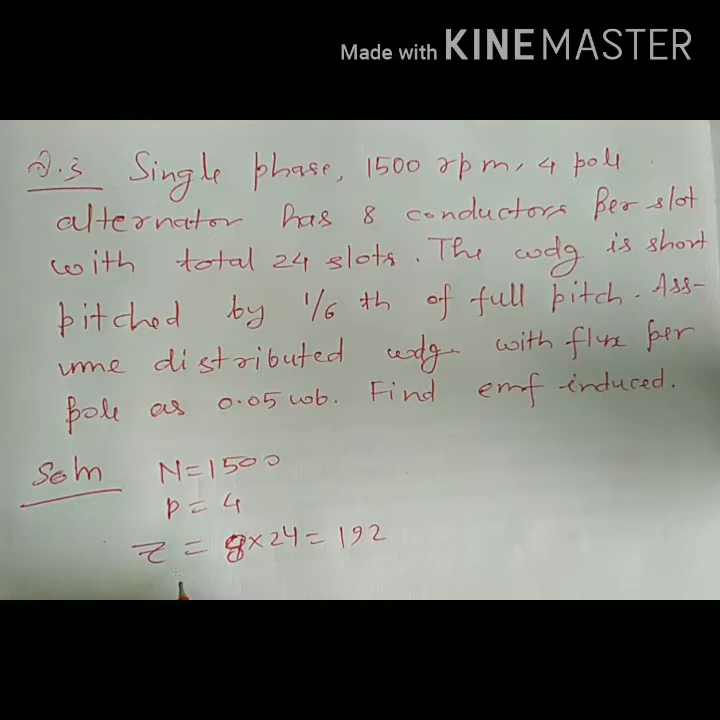 Made with KINEMASTER
Q.3 Single phase, 1500 rpm, 4 pole
alternator has 8 conductors per slot
with total 24 slots. The wdg is short
pitched by 1/6 th of full pitch. Ass-
ume distributed wdg with flux per
pole as 0.05 wb. Find emf induced.
Soln N=1500
P = 4
Z = 8×24 = 192